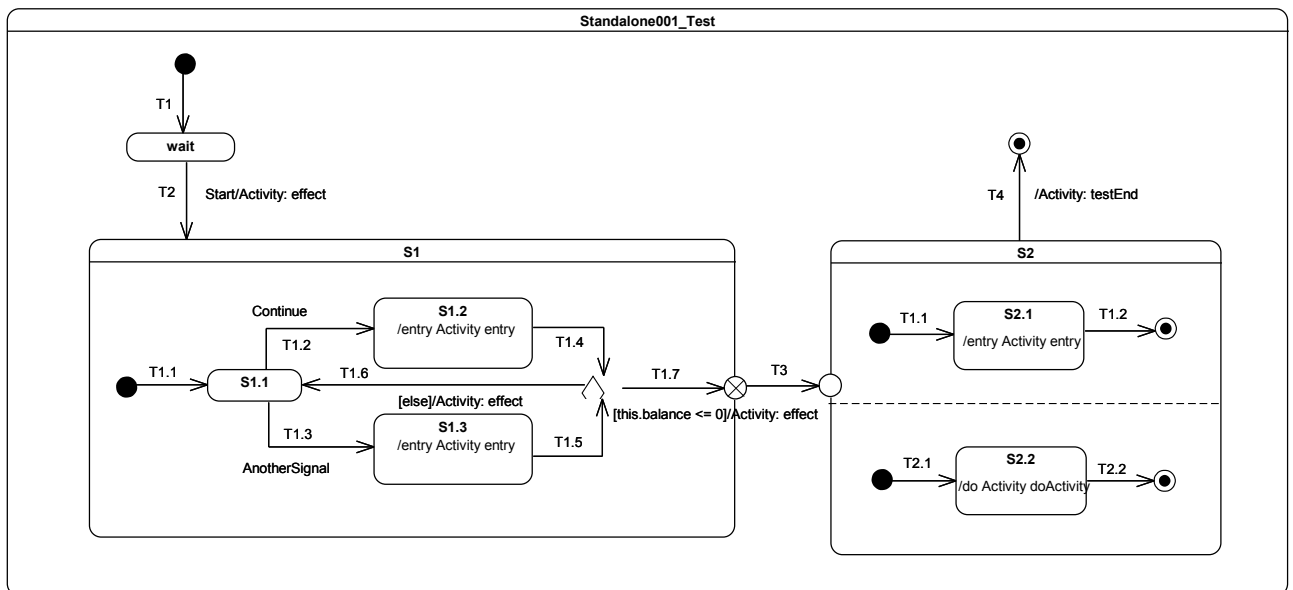 Standalone001_Test
T1
wait
T2
Start/Activity: effect
T4
/Activity: testEnd
S1
S2
Continue
S1.2
/entry Activity entry
T1.2
T1.4
T1.1
S1.1
T1.6
T1.7
T3
[else]/Activity: effect
[this.balance <= 0]/Activity: effect
T1.3
S1.3
/entry Activity entry
T1.5
AnotherSignal
T1.1
S2.1
/entry Activity entry
T1.2
T2.1
S2.2
/do Activity doActivity
T2.2